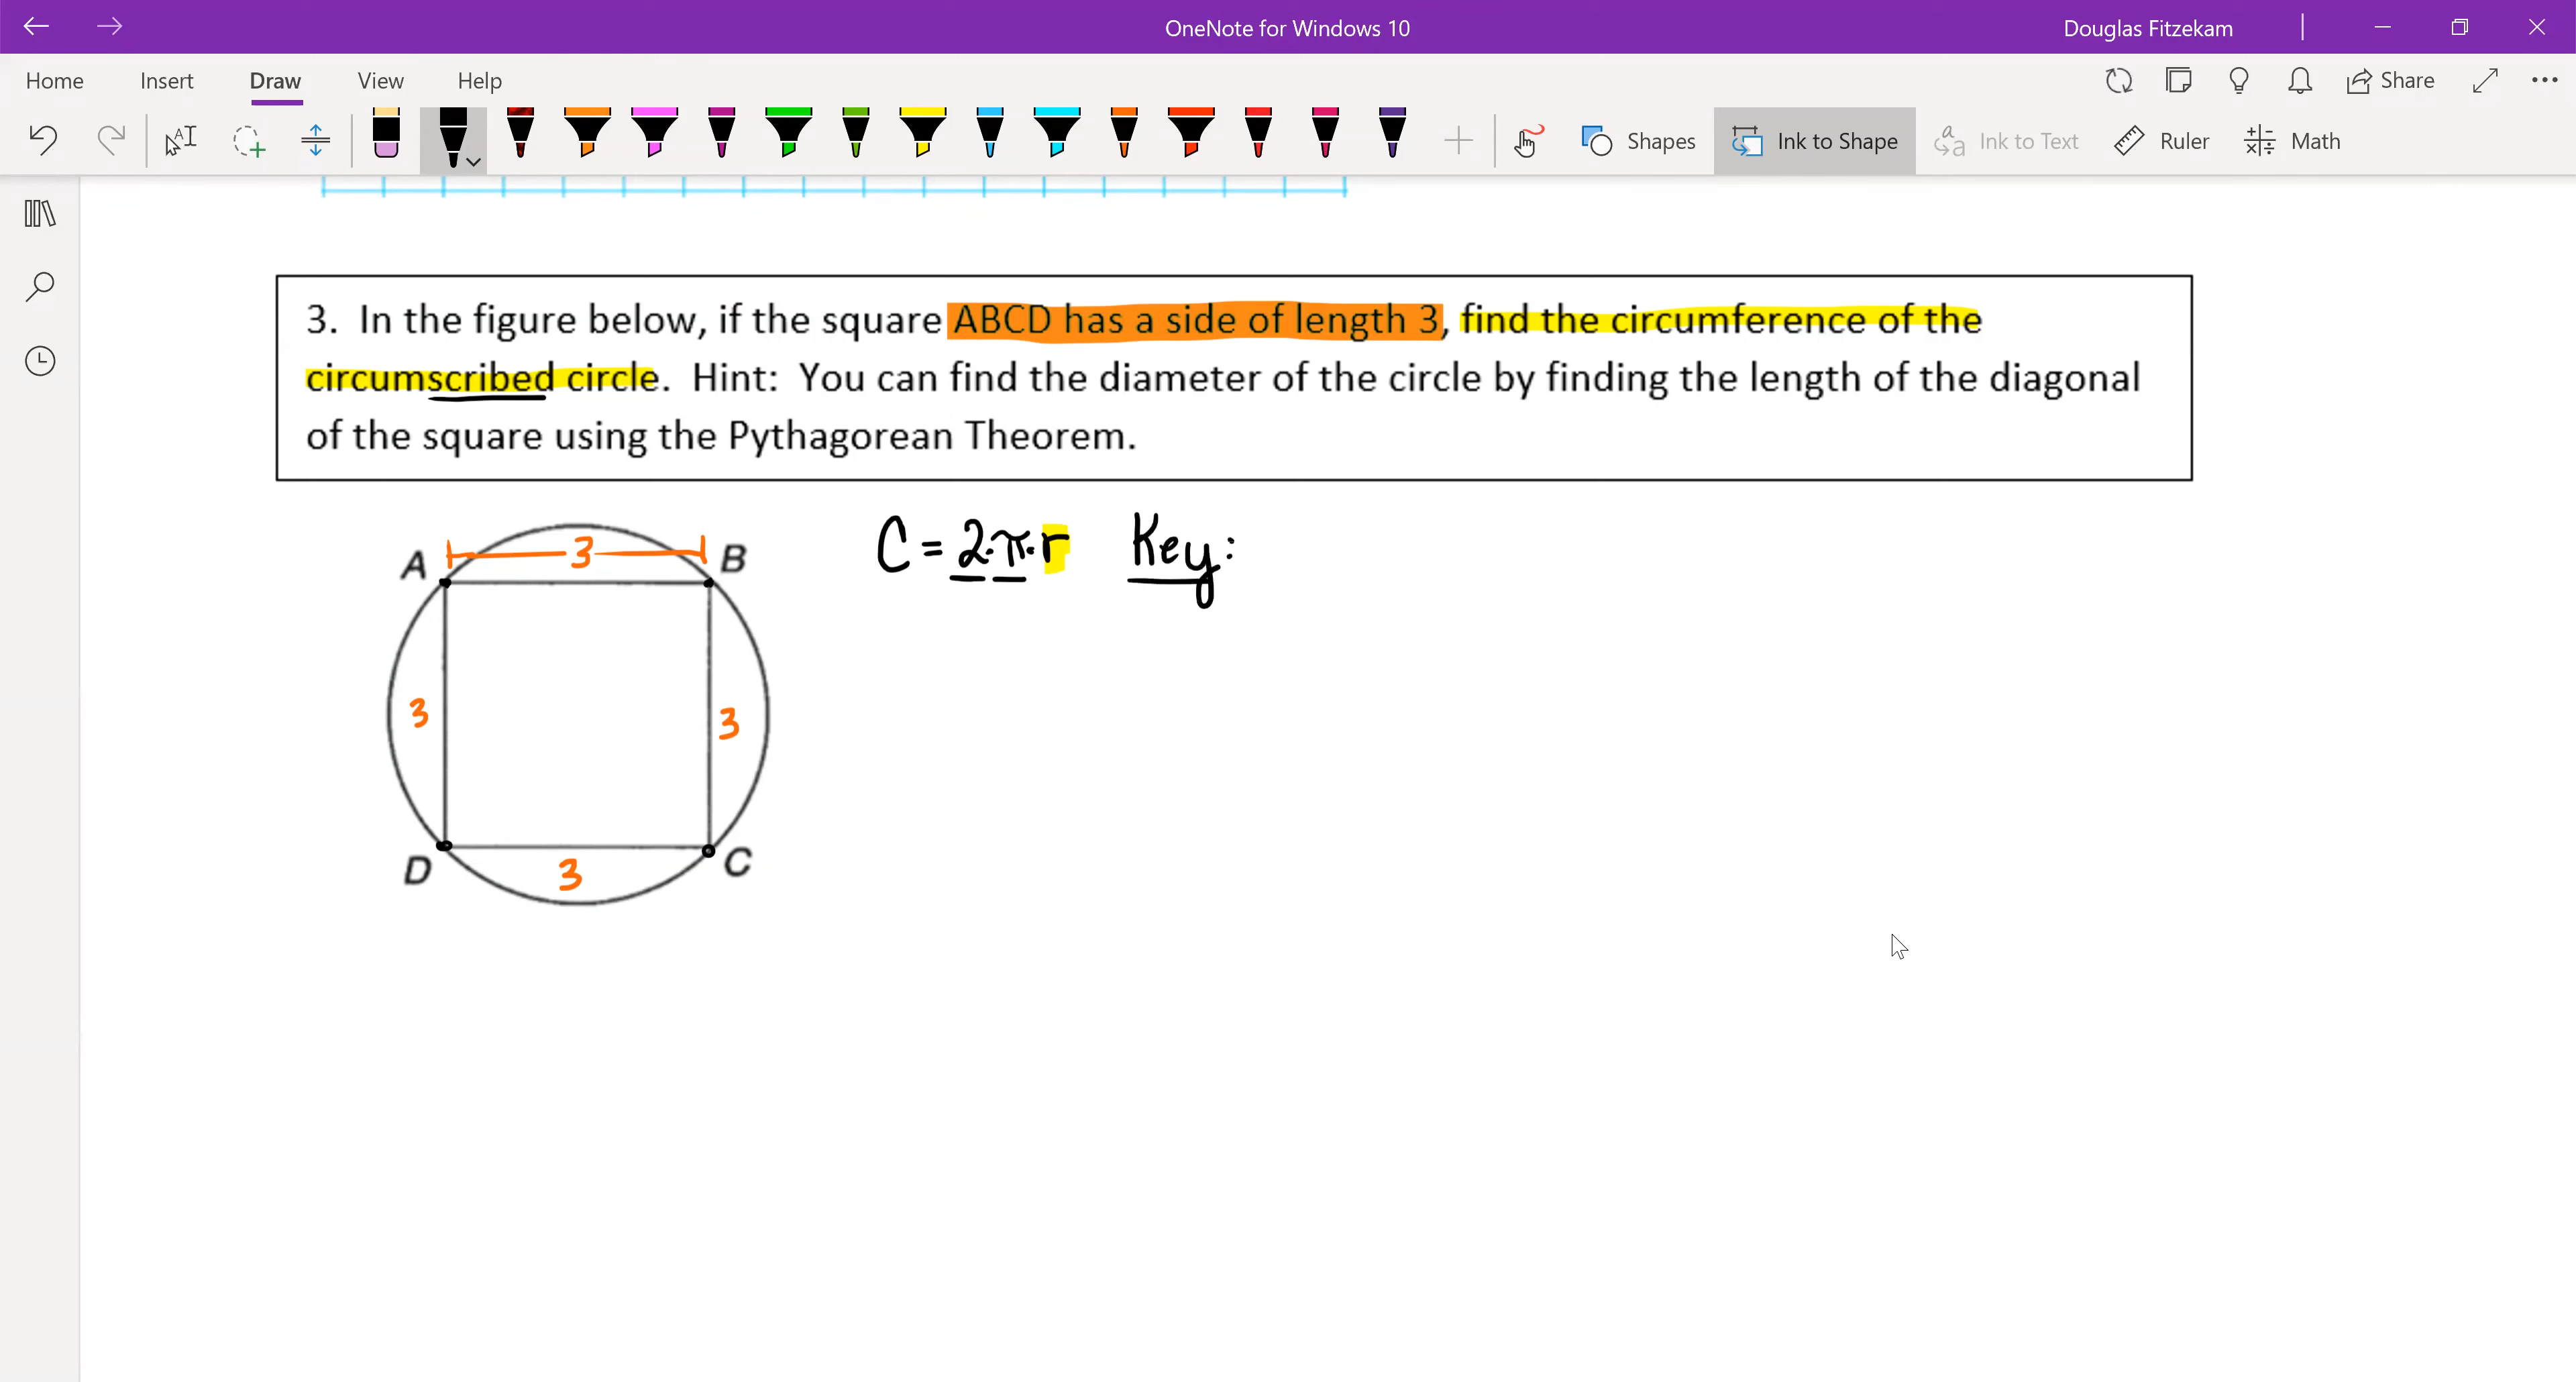 OneNote for Windows 10
Douglas Fitzekam
Home Insert Draw View Help
Share
Shapes
Ink to Shape
Ink to Text
Ruler
Math
3. In the figure below, if the square ABCD has a side of length 3, find the circumference of the
circumscribed circle. Hint: You can find the diameter of the circle by finding the length of the diagonal
of the square using the Pythagorean Theorem.
C = 2·π·r Key:
A 3 B
3 3
D 3 C